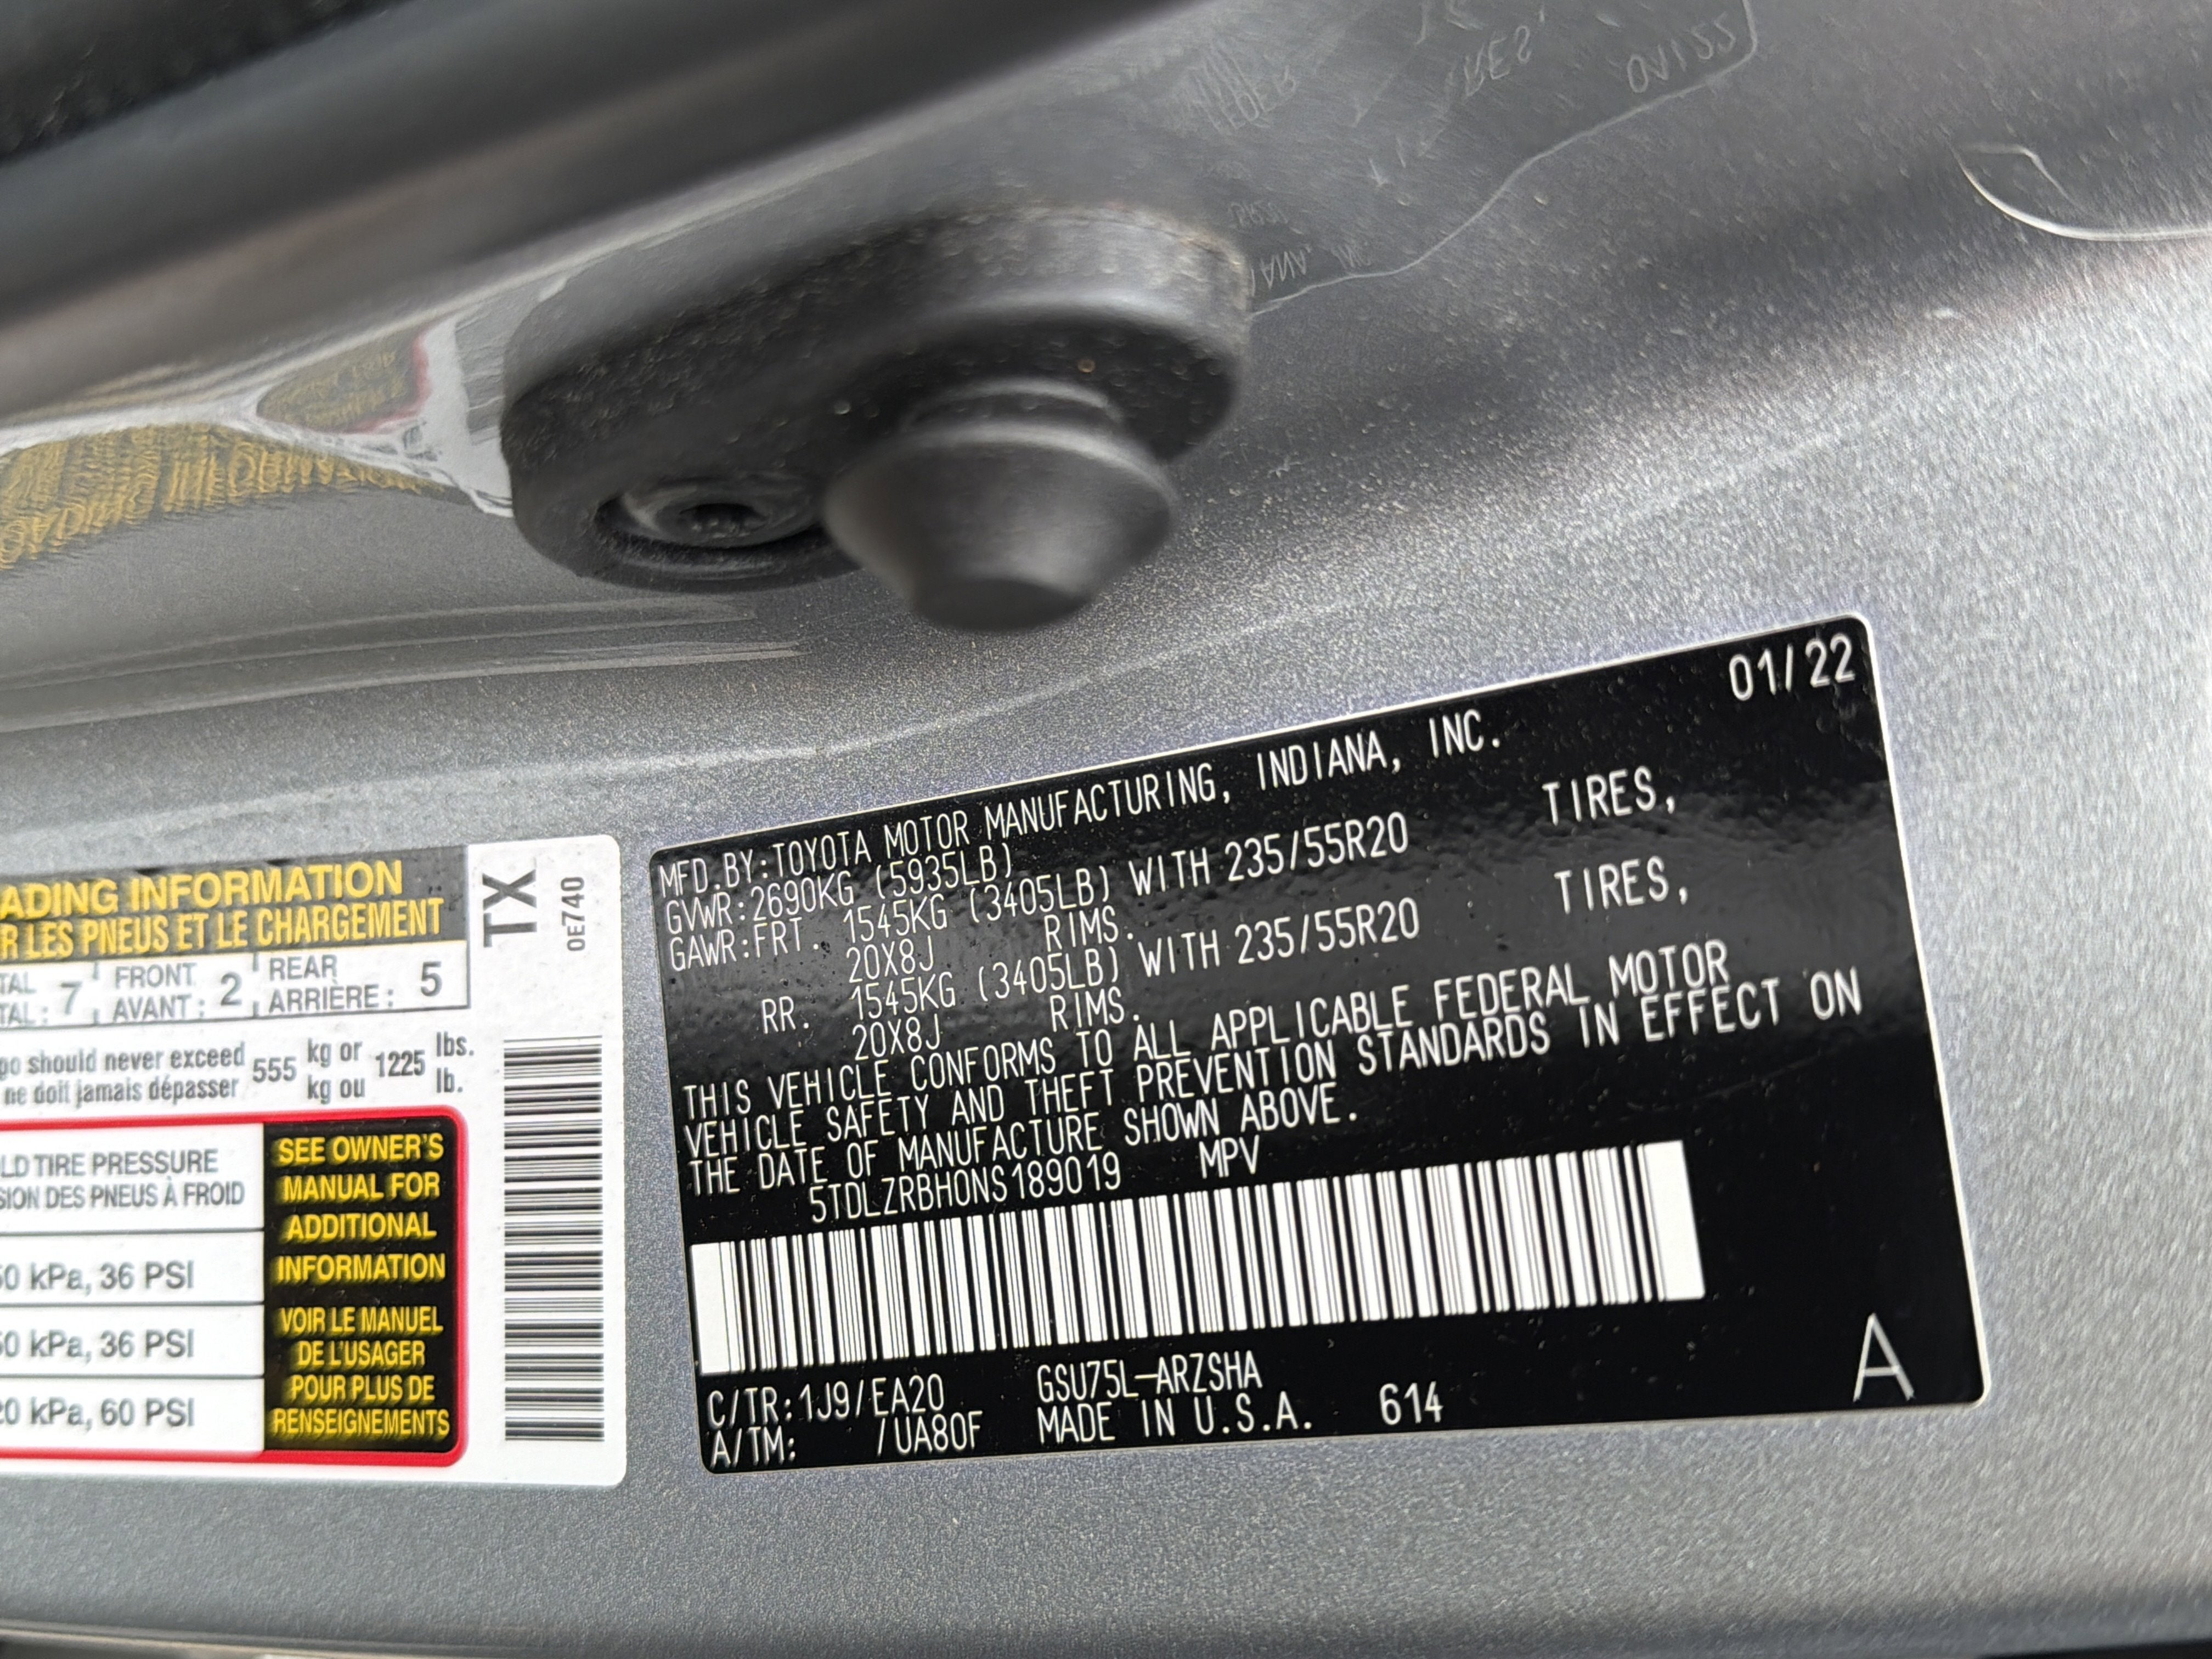 ADING INFORMATION
R LES PNEUS ET LE CHARGEMENT
TAL : 7 FRONT AVANT : 2 REAR ARRIÈRE : 5
should never exceed 555 kg or 1225 lbs.
ne doit jamais dépasser kg ou lb.
LD TIRE PRESSURE
SION DES PNEUS À FROID
0 kPa, 36 PSI
0 kPa, 36 PSI
20 kPa, 60 PSI
SEE OWNER'S
MANUAL FOR
ADDITIONAL
INFORMATION
VOIR LE MANUEL
DE L'USAGER
POUR PLUS DE
RENSEIGNEMENTS
TX
0E740
01/22
MFD.BY:TOYOTA MOTOR MANUFACTURING, INDIANA, INC.
GVWR:2690KG (5935LB)
GAWR:FRT. 1545KG (3405LB) WITH 235/55R20 TIRES,
20X8J RIMS.
RR. 1545KG (3405LB) WITH 235/55R20 TIRES,
20X8J RIMS.
THIS VEHICLE CONFORMS TO ALL APPLICABLE FEDERAL MOTOR
VEHICLE SAFETY AND THEFT PREVENTION STANDARDS IN EFFECT ON
THE DATE OF MANUFACTURE SHOWN ABOVE.
5TDLZRBH0NS189019 MPV
C/TR:1J9/EA20 GSU75L-ARZSHA
A/TM: /UA80F MADE IN U.S.A. 614
A